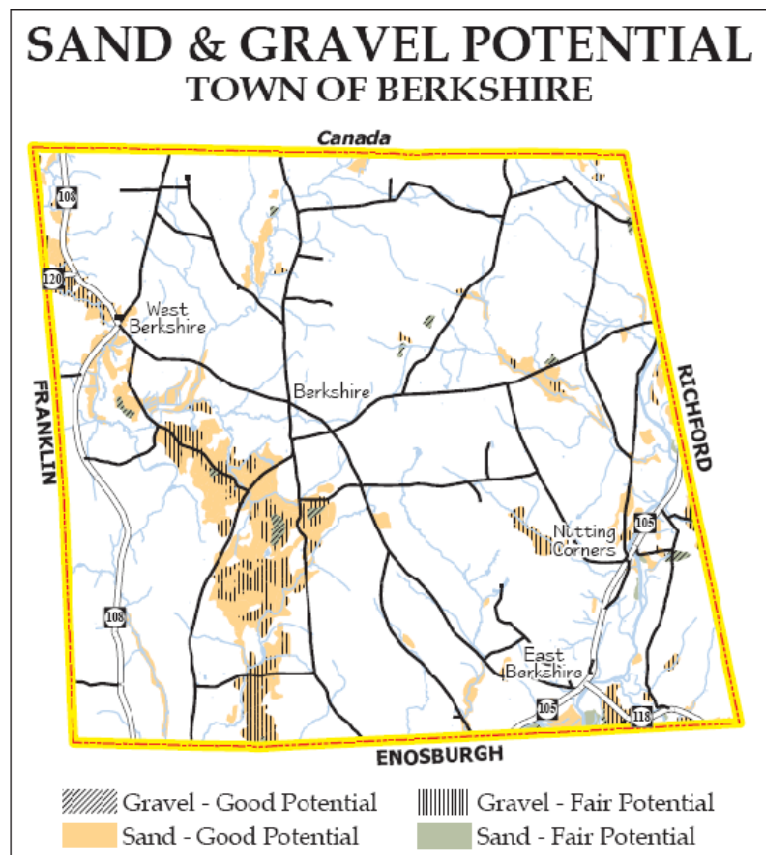 SAND & GRAVEL POTENTIAL
TOWN OF BERKSHIRE
Canada
108
120
West
Berkshire
Berkshire
FRANKLIN
RICHFORD
Nitting
Corners
105
108
East
Berkshire
105
118
ENOSBURGH
Gravel - Good Potential
Gravel - Fair Potential
Sand - Good Potential
Sand - Fair Potential